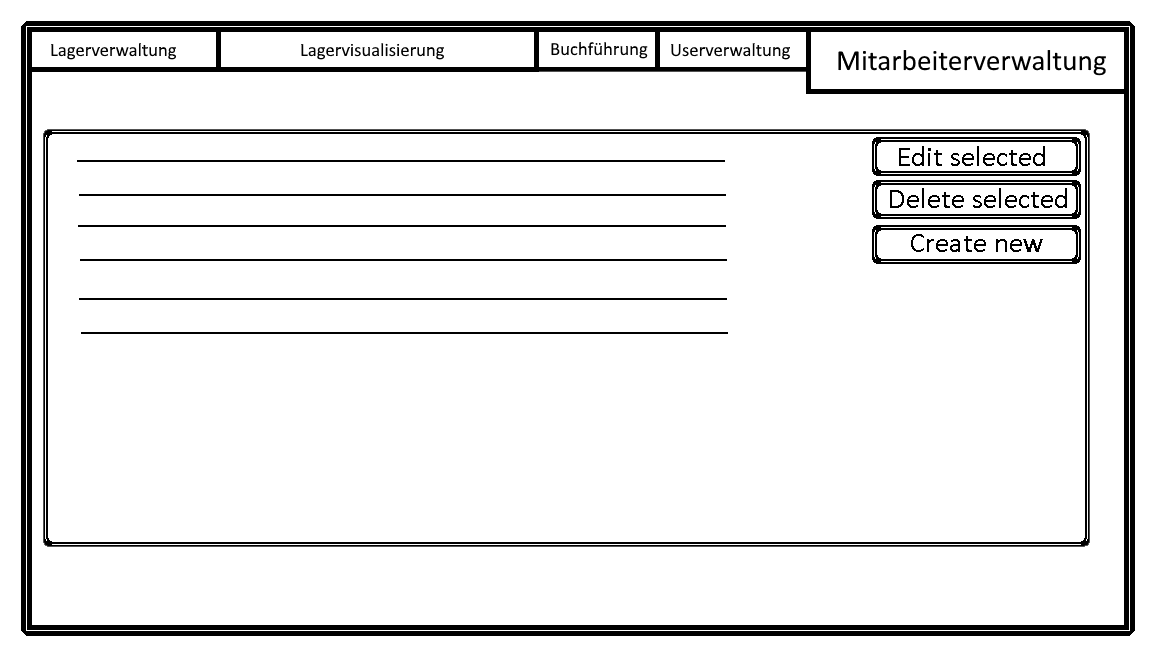 Lagerverwaltung
Lagervisualisierung
Buchführung
Userverwaltung
Mitarbeiterverwaltung
Edit selected
Delete selected
Create new